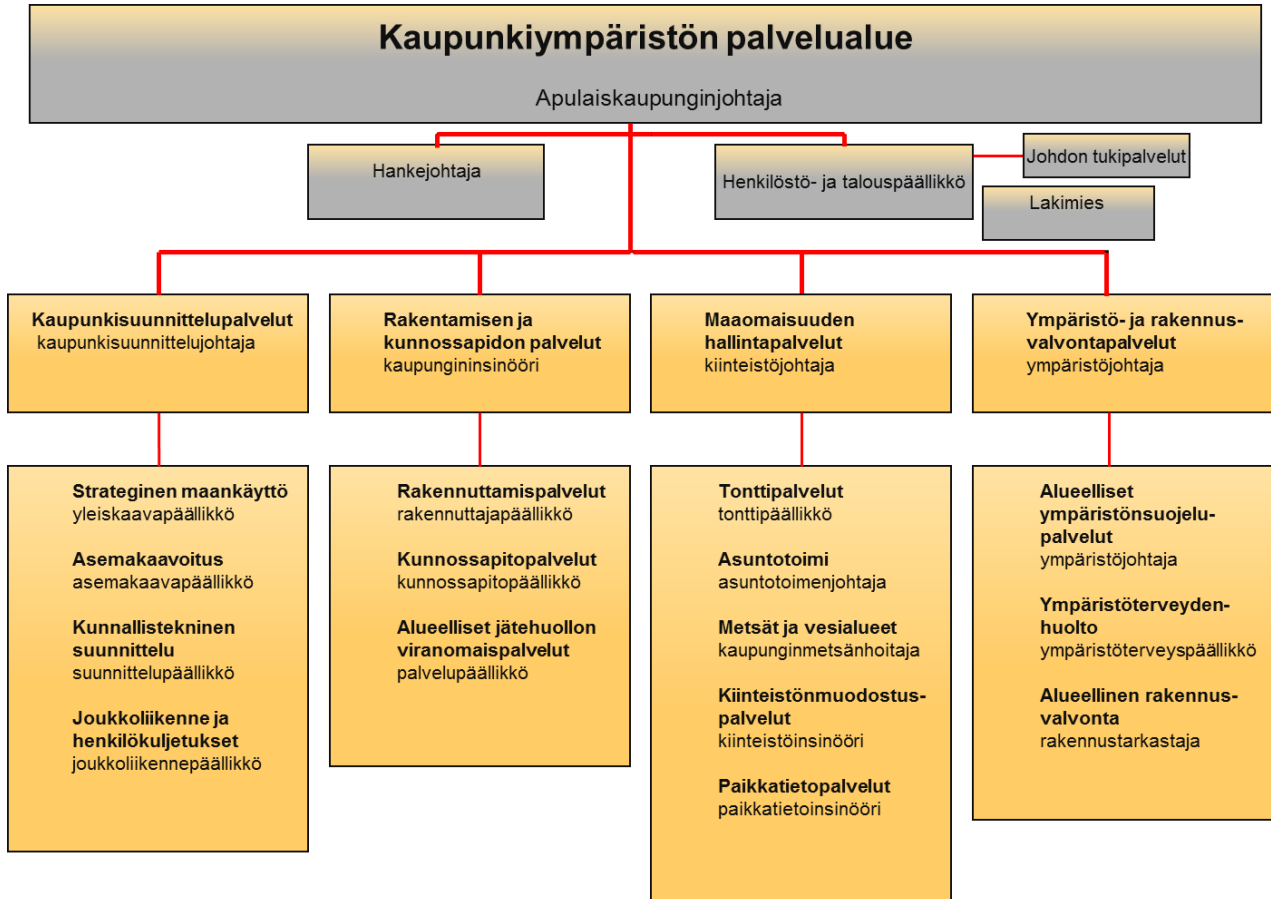 Kaupunkiympäristön palvelualue
Apulaiskaupunginjohtaja
Hankejohtaja
Henkilöstö- ja talouspäällikkö
Johdon tukipalvelut
Lakimies
Kaupunkisuunnittelupalvelut
kaupunkisuunnittelujohtaja
Rakentamisen ja
kunnossapidon palvelut
kaupungininsinööri
Maaomaisuuden
hallintapalvelut
kiinteistöjohtaja
Ympäristö- ja rakennus-
valvontapalvelut
ympäristöjohtaja
Strateginen maankäyttö
yleiskaavapäällikkö
Asemakaavoitus
asemakaavapäällikkö
Kunnallistekninen
suunnittelu
suunnittelupäällikkö
Joukkoliikenne ja
henkilökuljetukset
joukkoliikennepäällikkö
Rakennuttamispalvelut
rakennuttajapäällikkö
Kunnossapitopalvelut
kunnossapitopäällikkö
Alueelliset jätehuollon
viranomaispalvelut
palvelupäällikkö
Tonttipalvelut
tonttipäällikkö
Asuntotoimi
asuntotoimenjohtaja
Metsät ja vesialueet
kaupunginmetsänhoitaja
Kiinteistönmuodostus-
palvelut
kiinteistöinsinööri
Paikkatietopalvelut
paikkatietoinsinööri
Alueelliset
ympäristönsuojelu-
palvelut
ympäristöjohtaja
Ympäristöterveyden-
huolto
ympäristöterveyspäällikkö
Alueellinen rakennus-
valvonta
rakennustarkastaja